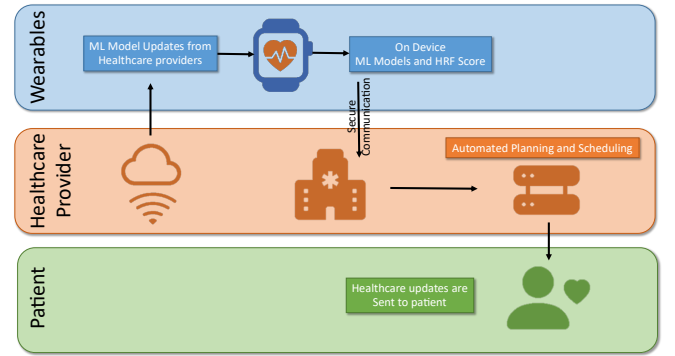 Wearables
ML Model Updates from
Healthcare providers
On Device
ML Models and HRF Score
Secure
Communication
Healthcare
Provider
Automated Planning and Scheduling
Patient
Healthcare updates are
Sent to patient